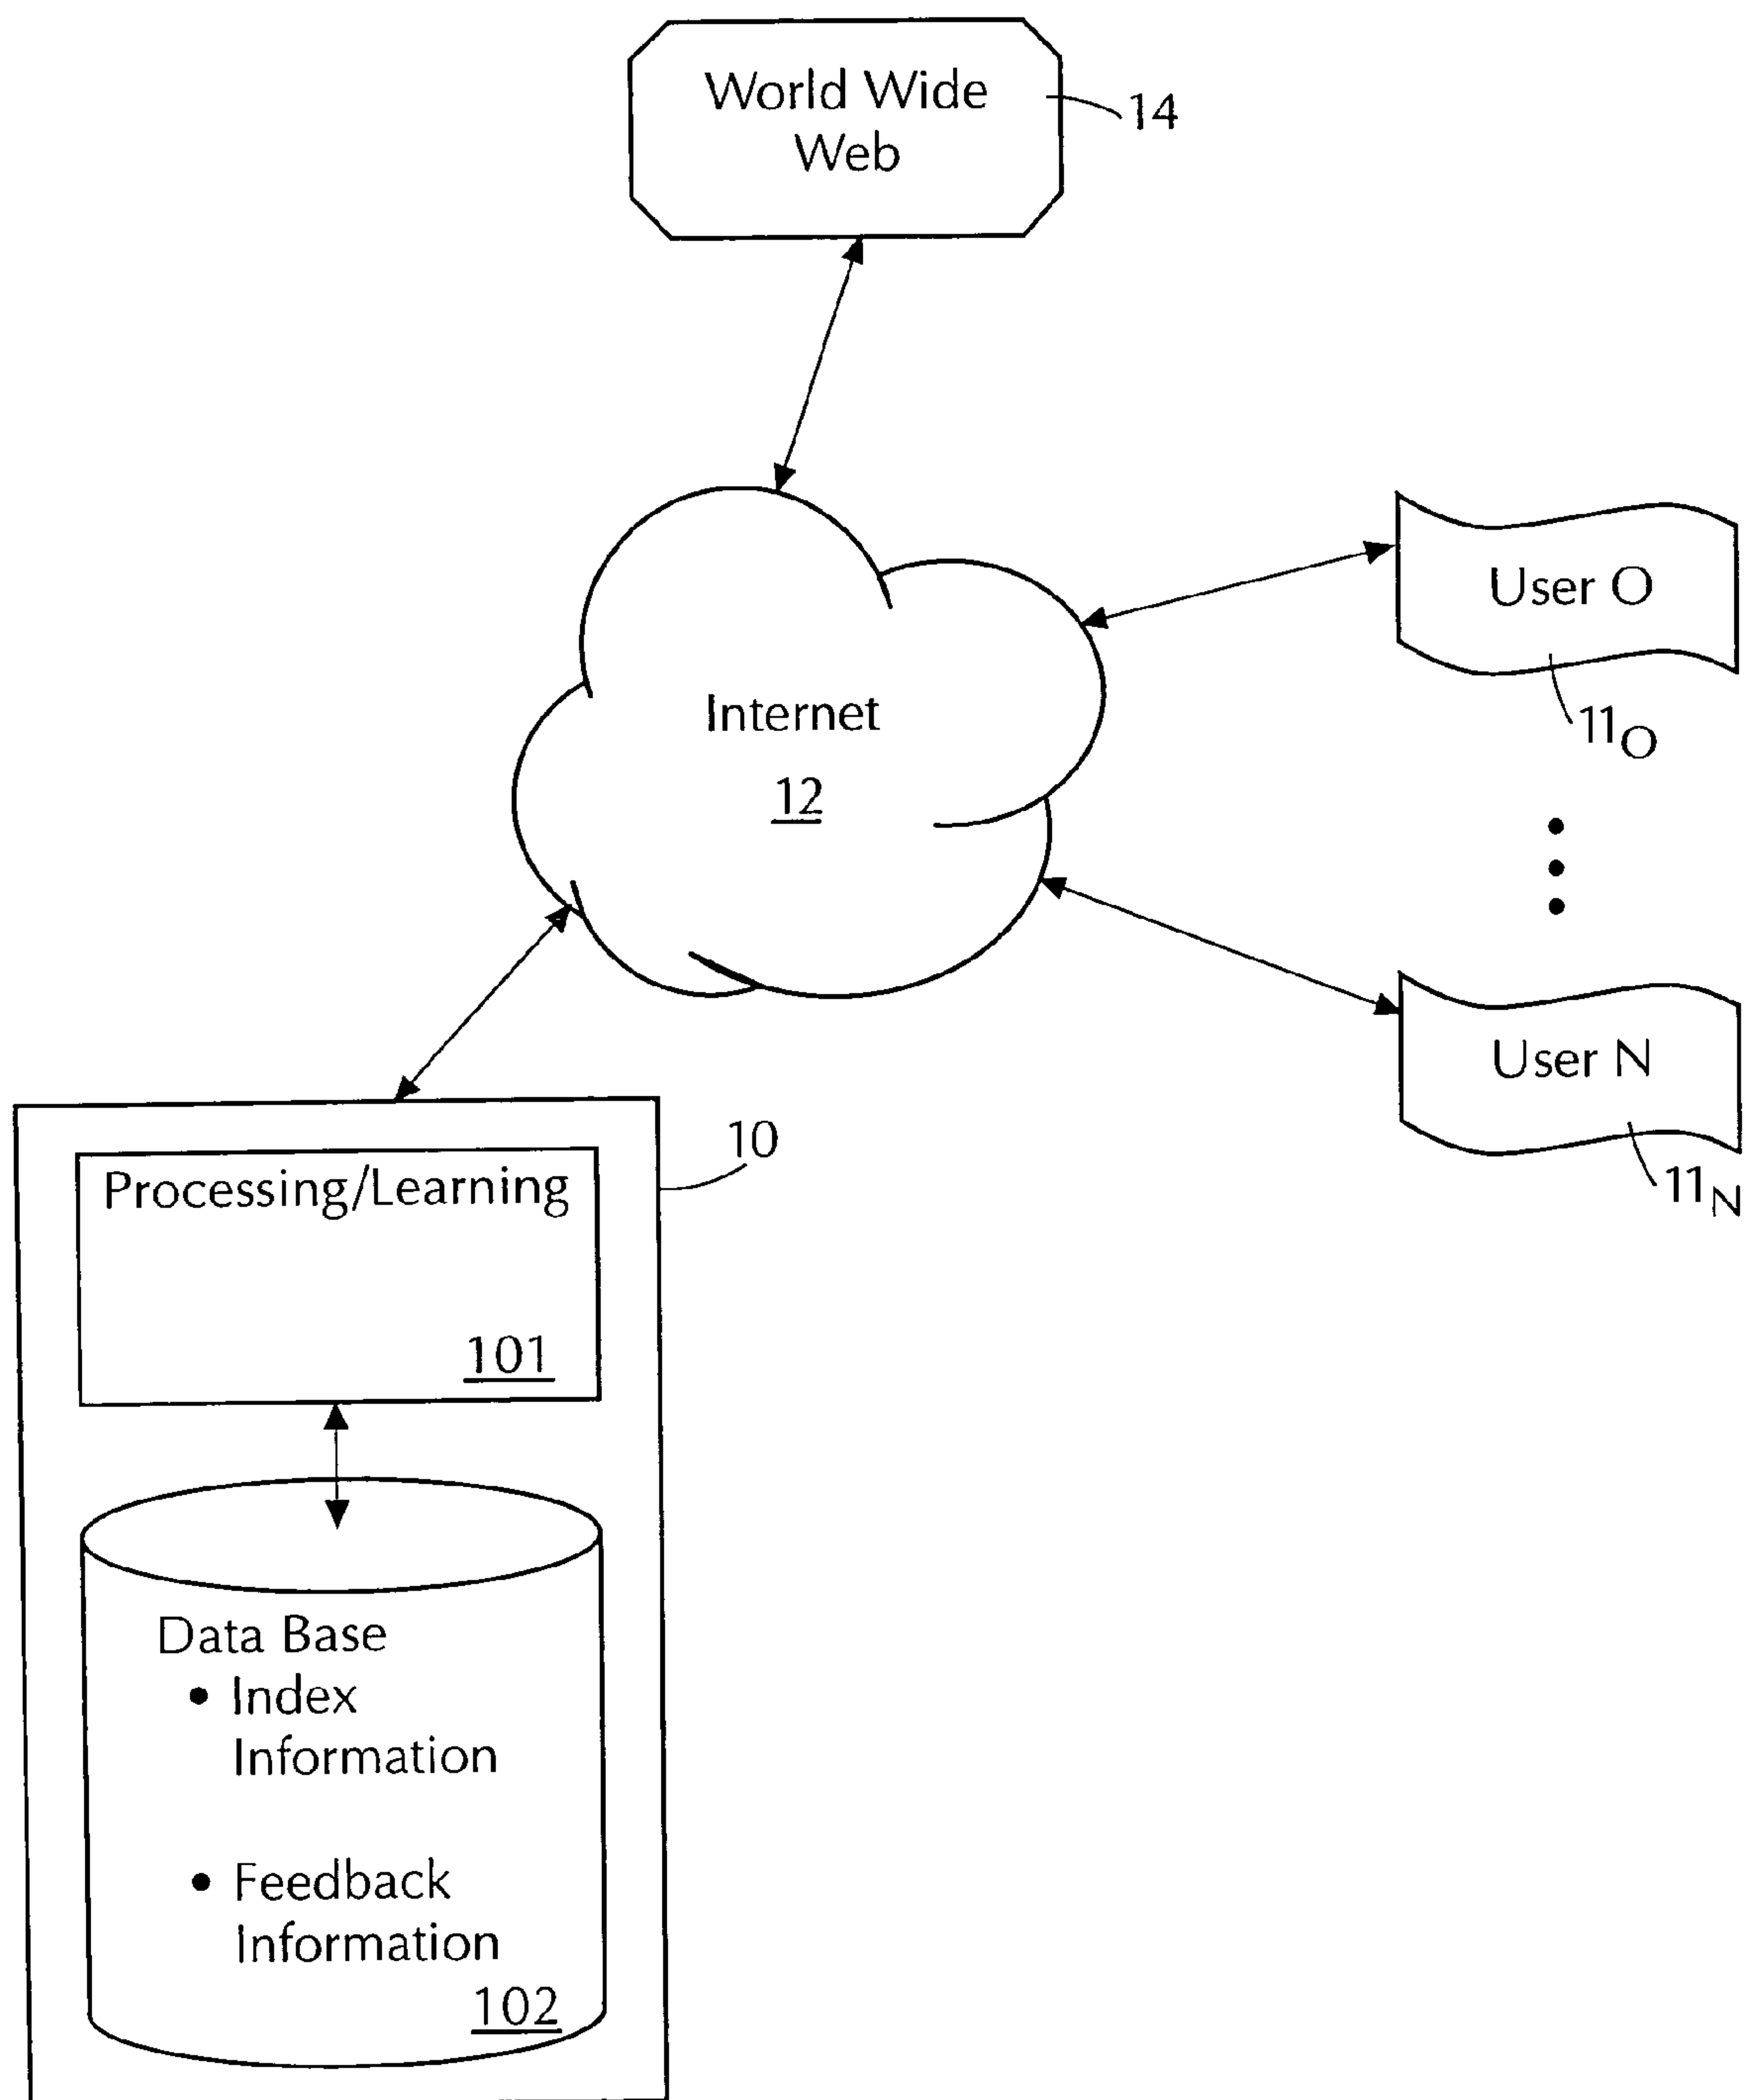 World Wide
Web
14
User O
11O
Internet
12
User N
11N
10
Processing/Learning
101
Data Base
• Index
Information
• Feedback
Information
102